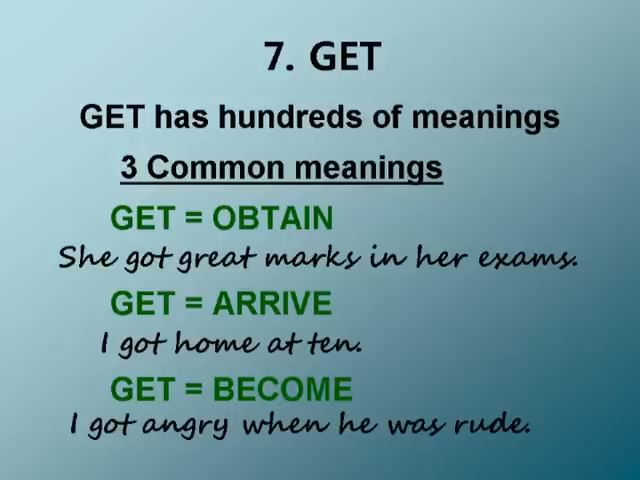 7. GET
GET has hundreds of meanings
3 Common meanings
GET = OBTAIN
She got great marks in her exams.
GET = ARRIVE
I got home at ten.
GET = BECOME
I got angry when he was rude.